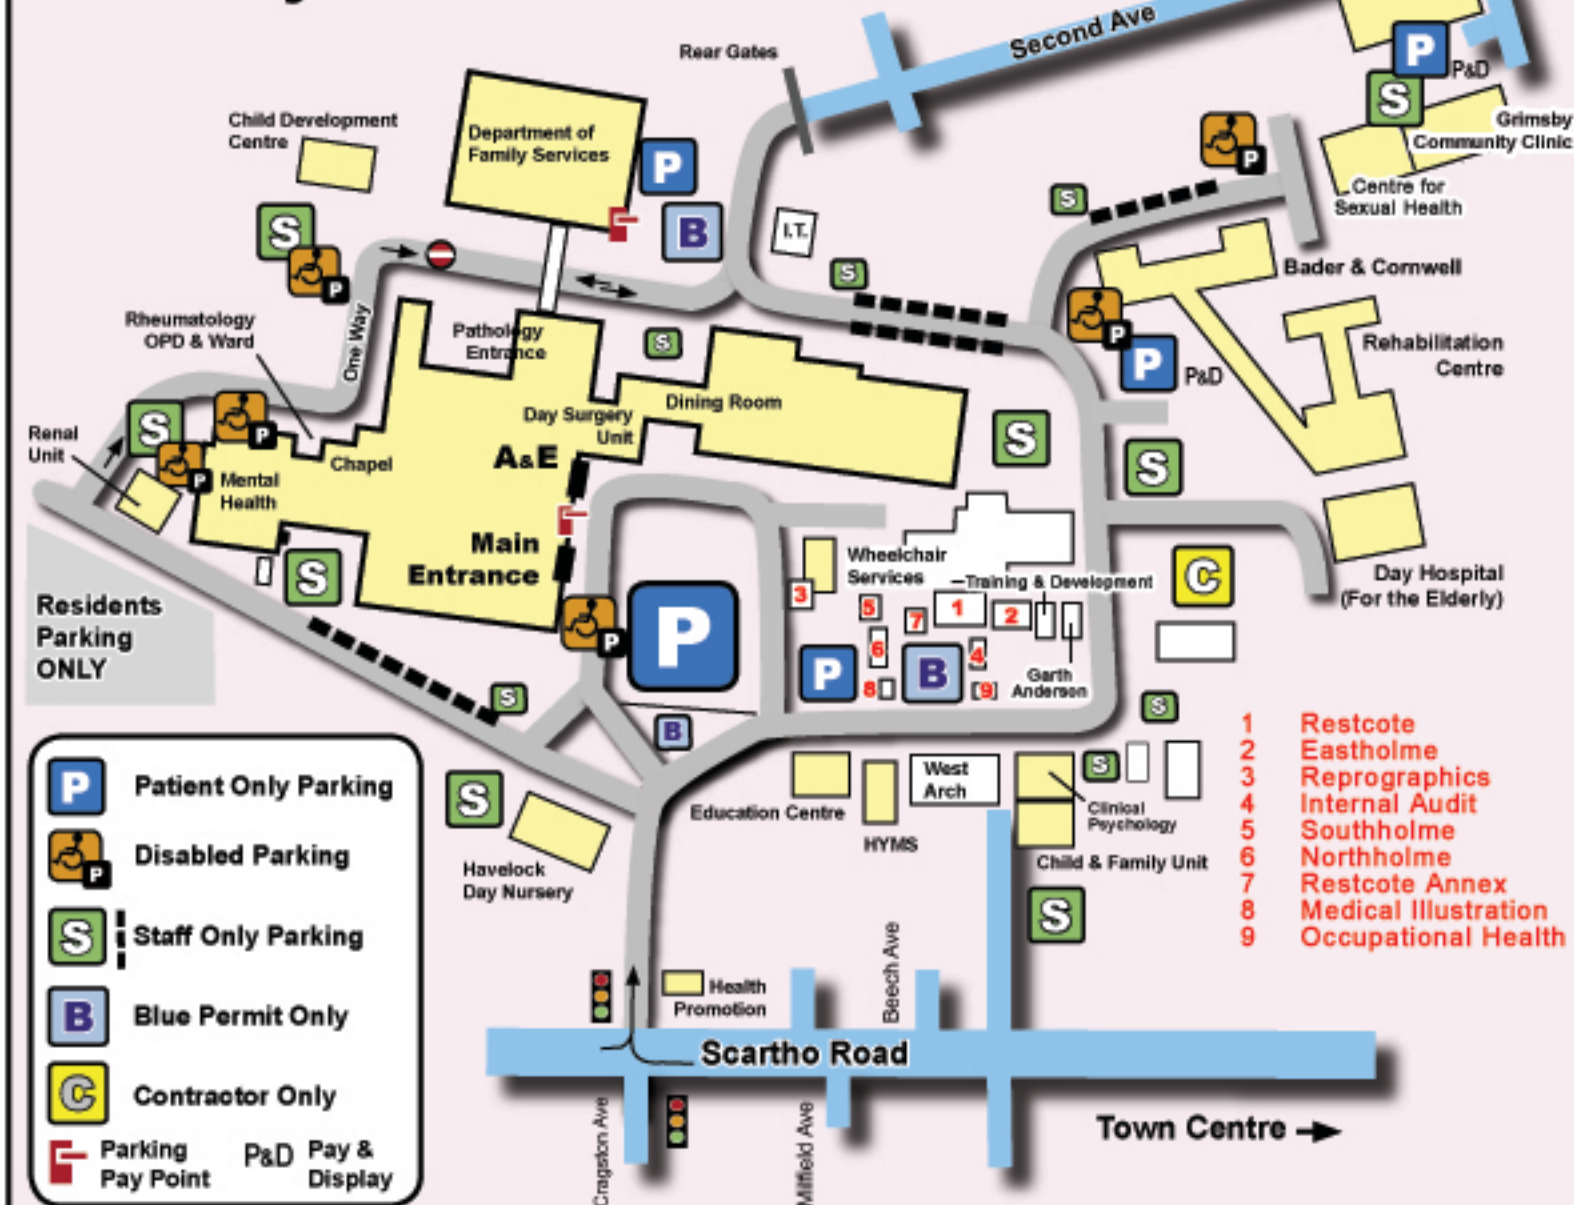 Rear Gates
Second Ave
P
P&D
S
Grimsby
Community Clinic
Centre for
Sexual Health
P
S
Child Development
Centre
Department of
Family Services
P
B
I.T.
S
S
P
Bader & Cornwell
Rehabilitation
Centre
P
P
P&D
Rheumatology
OPD & Ward
One Way
Pathology
Entrance
S
Dining Room
Day Surgery
Unit
A&E
Chapel
Mental
Health
Renal
Unit
S
P
P
S
S
Main
Entrance
S
P
P
Residents
Parking
ONLY
S
B
Wheelchair
Services
Training & Development
3
5
7
1
2
6
4
8
9
P
B
Garth
Anderson
C
Day Hospital
(For the Elderly)
S
S
S
Havelock
Day Nursery
Education Centre
HYMS
West
Arch
Clinical
Psychology
Child & Family Unit
S
1 Restcote
2 Eastholme
3 Reprographics
4 Internal Audit
5 Southholme
6 Northholme
7 Restcote Annex
8 Medical Illustration
9 Occupational Health
P Patient Only Parking
P Disabled Parking
S Staff Only Parking
B Blue Permit Only
C Contractor Only
Parking
Pay Point
P&D Pay &
Display
Health
Promotion
Beech Ave
Scartho Road
Cragston Ave
Milfield Ave
Town Centre